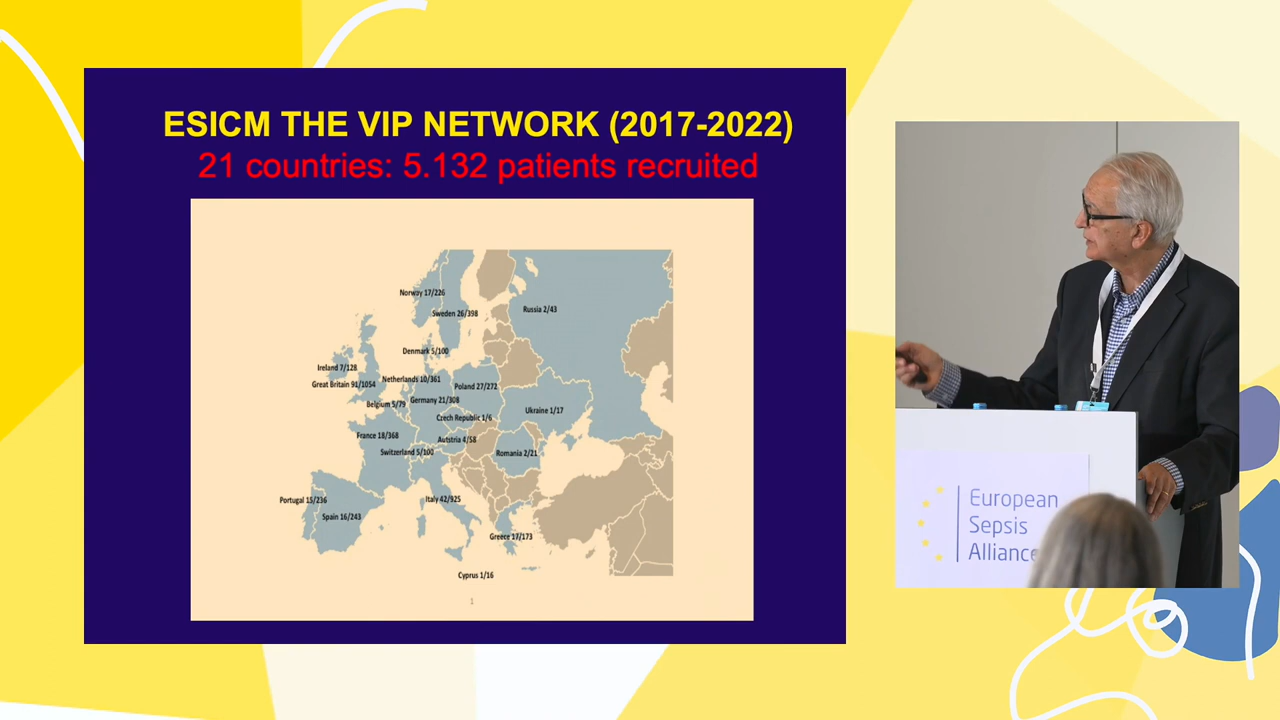 ESICM THE VIP NETWORK (2017-2022)
21 countries: 5.132 patients recruited
Norway 17/226
Sweden 26/398
Russia 2/43
Denmark 5/100
Ireland 7/128
Great Britain 91/1054
Netherlands 10/361
Poland 27/272
Belgium 5/79
Germany 21/308
Ukraine 1/17
Czech Republic 1/6
France 18/368
Autstria 4/58
Switzerland 5/100
Romania 2/21
Portugal 15/236
Italy 42/925
Spain 16/243
Greece 17/173
Cyprus 1/16
1
European
Sepsis
Alliance